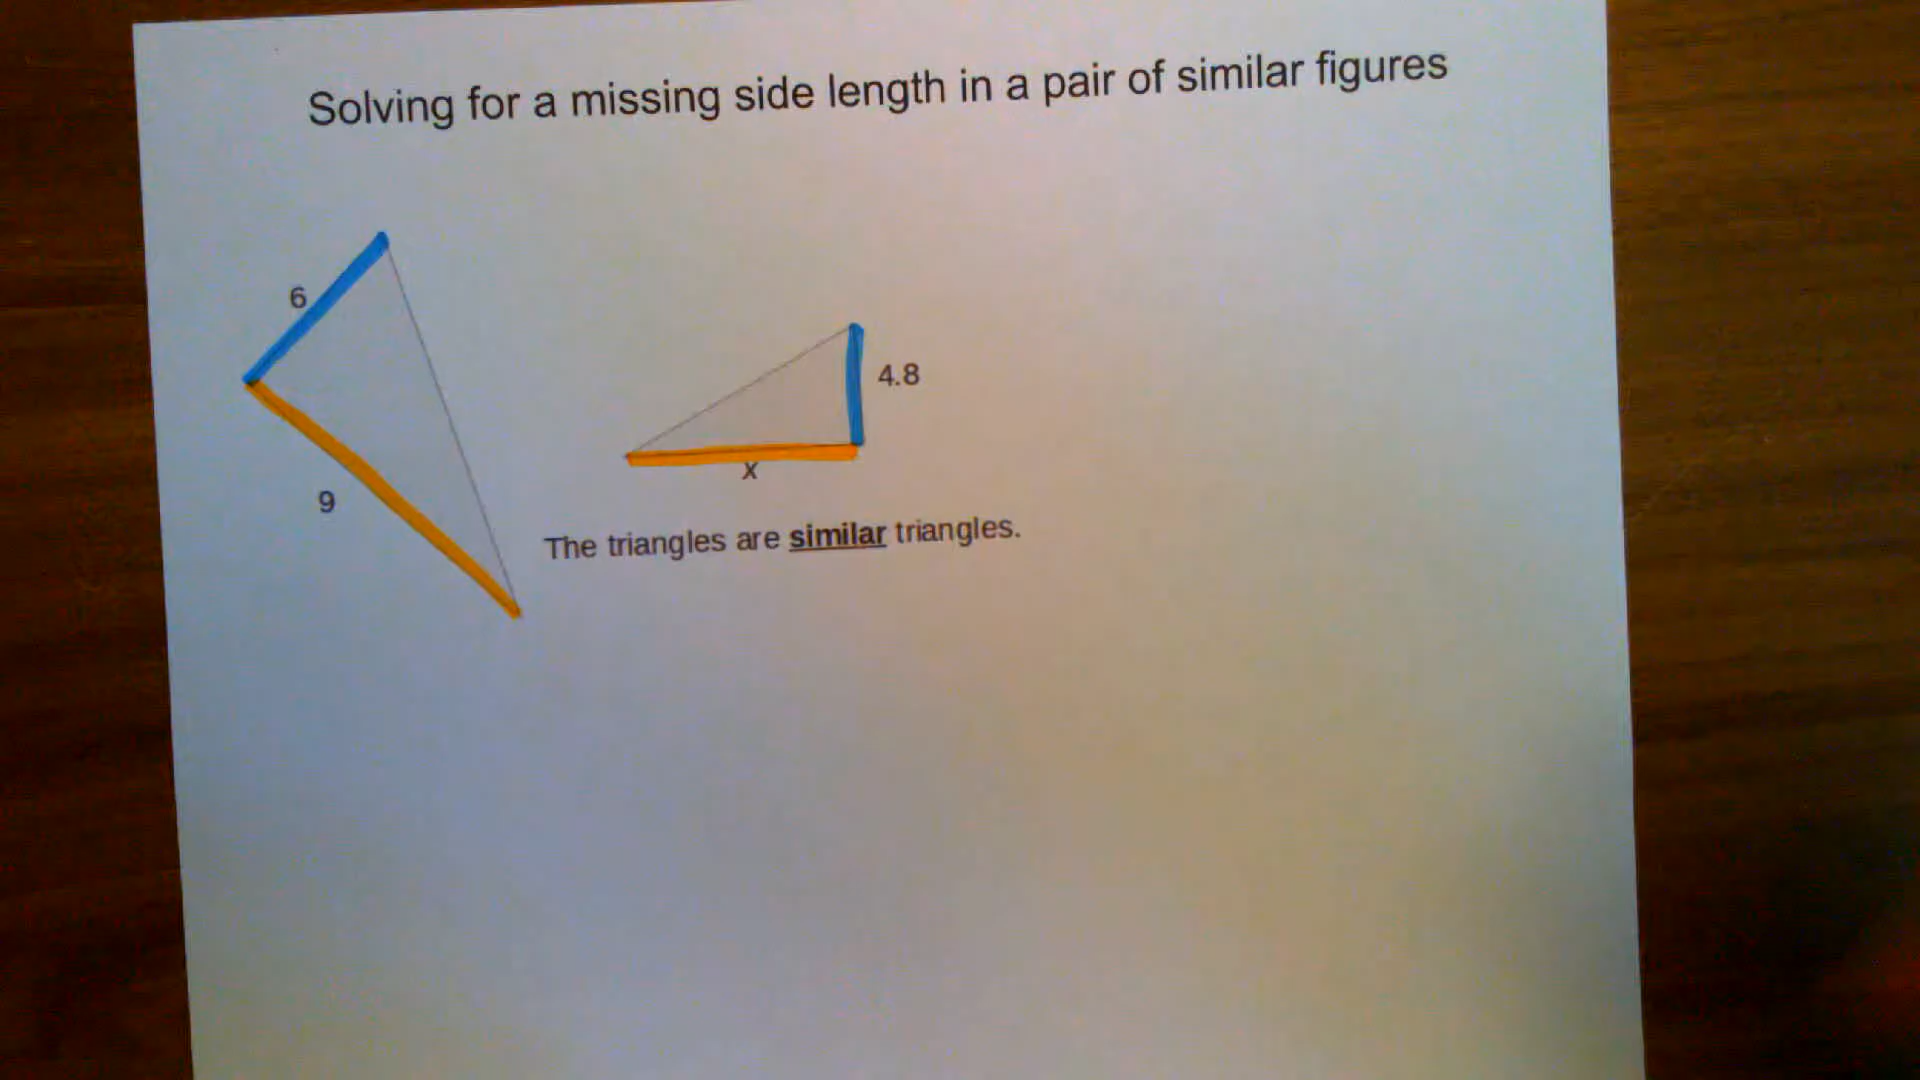 Solving for a missing side length in a pair of similar figures
6
4.8
x
9
The triangles are similar triangles.